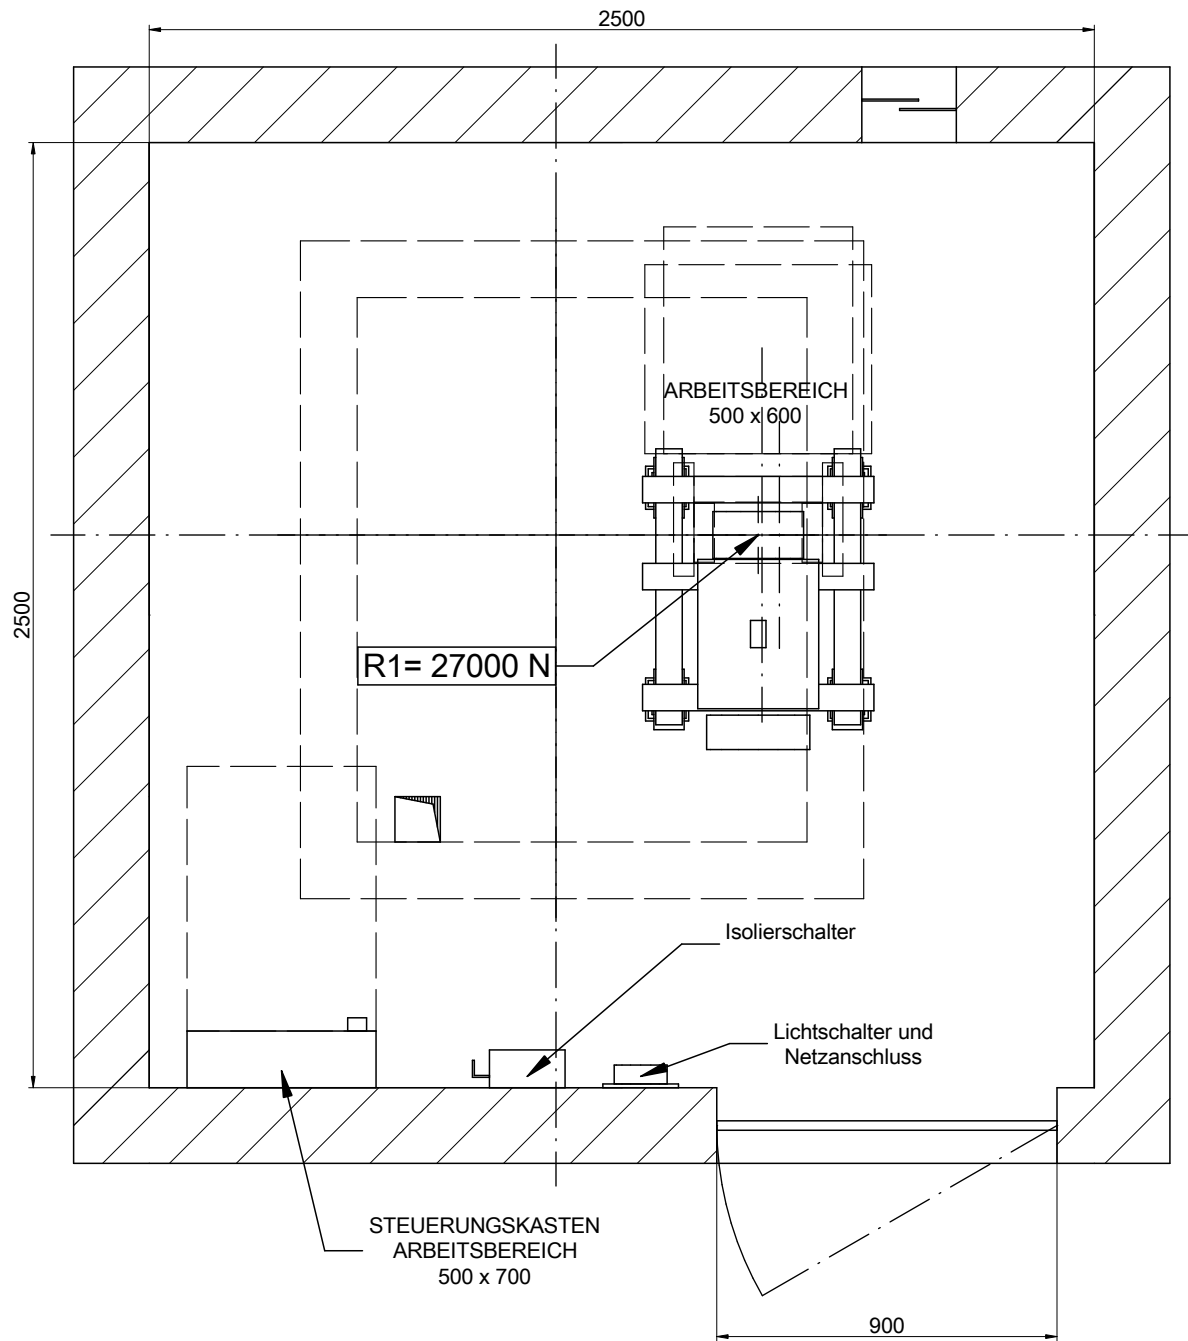 2500
2500
ARBEITSBEREICH
500 x 600
R1= 27000 N
Isolierschalter
Lichtschalter und
Netzanschluss
STEUERUNGSKASTEN
ARBEITSBEREICH
500 x 700
900